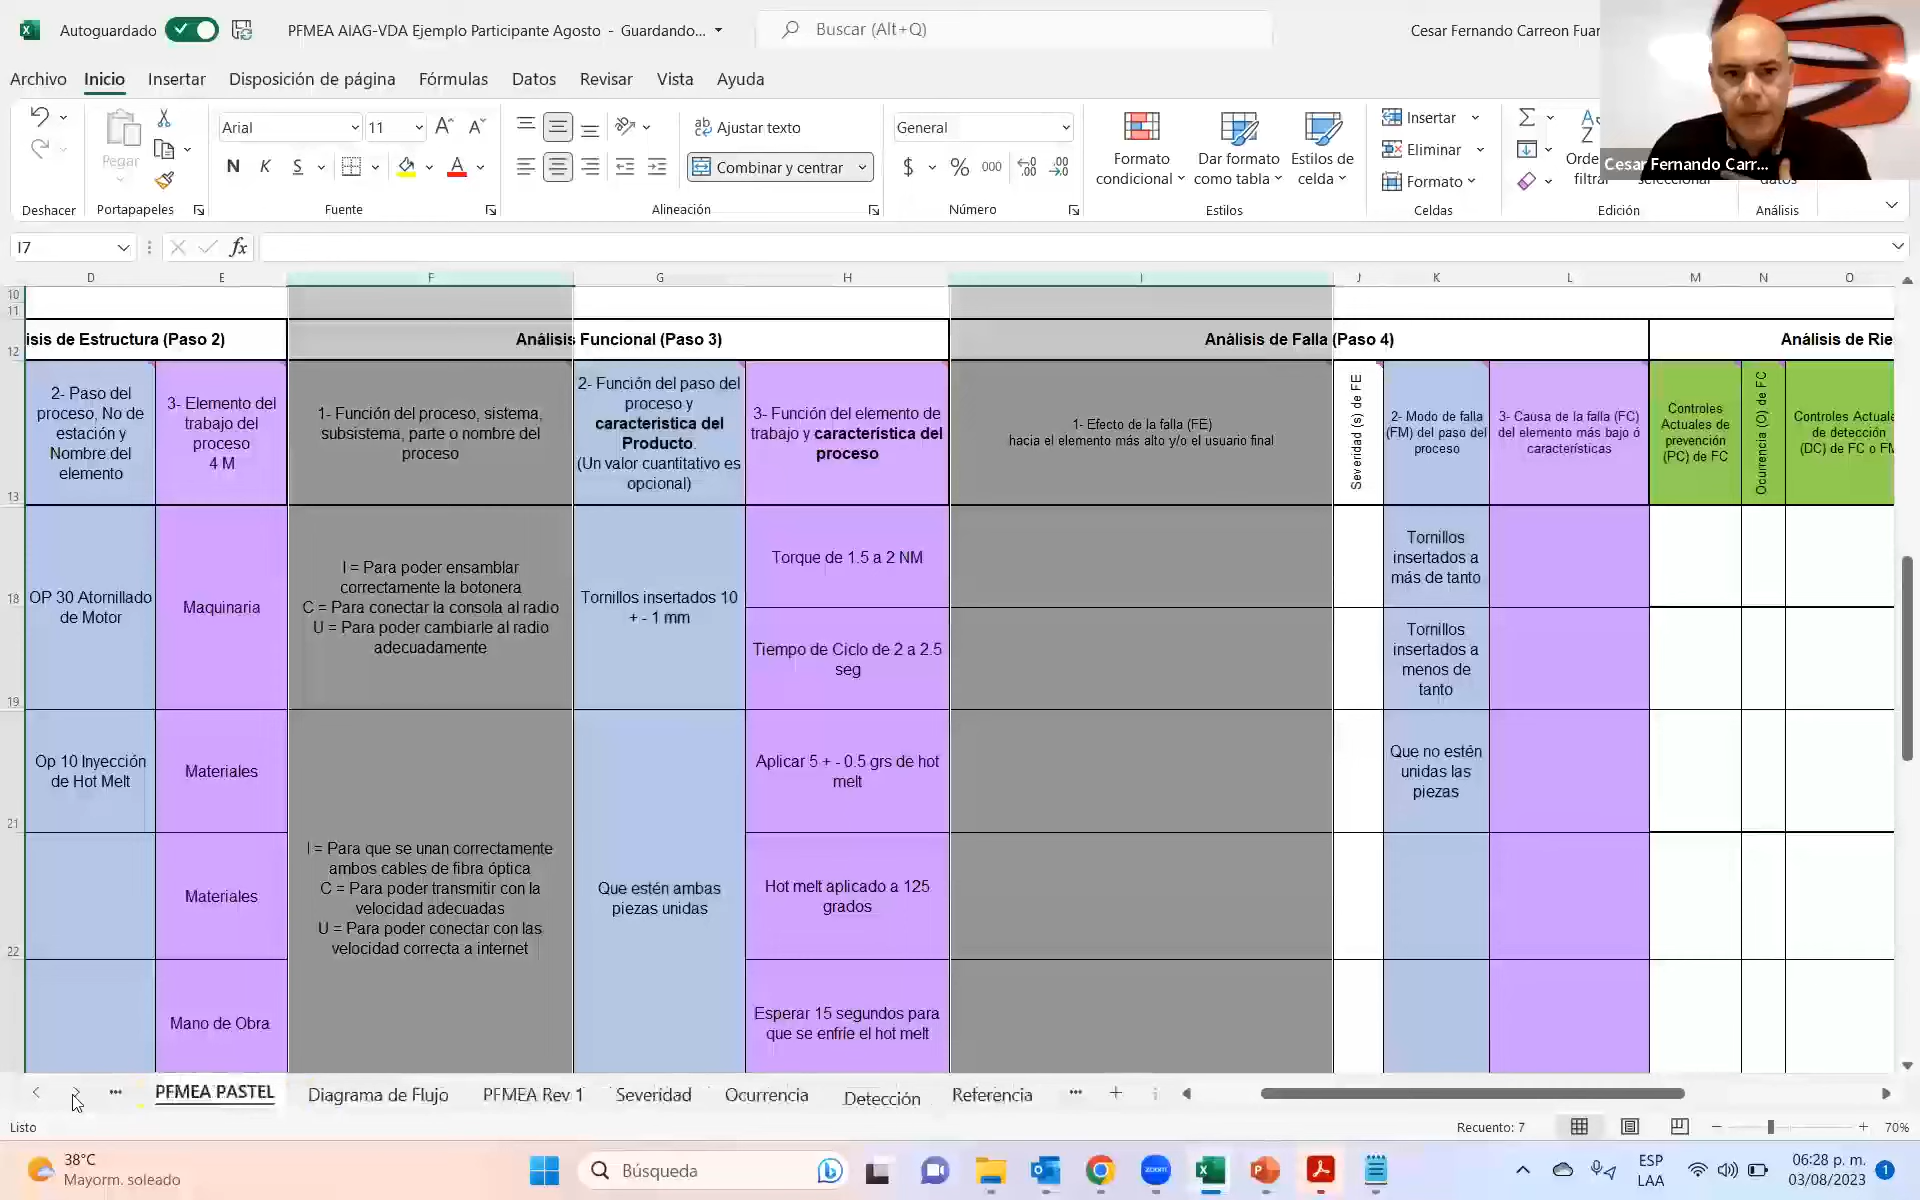 Autoguardado
PFMEA AIAG-VDA Ejemplo Participante Agosto - Guardando...
Buscar (Alt+Q)
Cesar Fernando Carreon Fuar
Archivo Inicio Insertar Disposición de página Fórmulas Datos Revisar Vista Ayuda
Pegar
Arial 11
N K S
ab Ajustar texto
Combinar y centrar
General
$ % 000
Formato condicional
Dar formato como tabla
Estilos de celda
Insertar
Eliminar
Formato
Cesar Fernando Carr...
Deshacer Portapapeles Fuente Alineación Número Estilos Celdas Edición Análisis
I7 fx
D E F G H I J K L M N O
10
11
12
isis de Estructura (Paso 2) Análisis Funcional (Paso 3) Análisis de Falla (Paso 4) Análisis de Rie
13
2- Paso del
proceso, No de
estación y
Nombre del
elemento
3- Elemento del
trabajo del
proceso
4 M
1- Función del proceso, sistema,
subsistema, parte o nombre del
proceso
2- Función del paso del
proceso y
característica del
Producto.
(Un valor cuantitativo es
opcional)
3- Función del elemento de
trabajo y característica del
proceso
1- Efecto de la falla (FE)
hacia el elemento más alto y/o el usuario final
Severidad (s) de FE
2- Modo de falla
(FM) del paso del
proceso
3- Causa de la falla (FC)
del elemento más bajo ó
características
Controles
Actuales de
prevención
(PC) de FC
Ocurrencia (O) de FC
Controles Actuale
de detección
(DC) de FC o FM
18
OP 30 Atornillado
de Motor
Maquinaria
I = Para poder ensamblar
correctamente la botonera
C = Para conectar la consola al radio
U = Para poder cambiarle al radio
adecuadamente
Tornillos insertados 10
+ - 1 mm
Torque de 1.5 a 2 NM
Tornillos
insertados a
más de tanto
19
Tiempo de Ciclo de 2 a 2.5
seg
Tornillos
insertados a
menos de
tanto
21
Op 10 Inyección
de Hot Melt
Materiales
Aplicar 5 + - 0.5 grs de hot
melt
Que no estén
unidas las
piezas
22
Materiales
I = Para que se unan correctamente
ambos cables de fibra óptica
C = Para poder transmitir con la
velocidad adecuadas
U = Para poder conectar con las
velocidad correcta a internet
Que estén ambas
piezas unidas
Hot melt aplicado a 125
grados
Mano de Obra
Esperar 15 segundos para
que se enfríe el hot melt
PFMEA PASTEL Diagrama de Flujo PFMEA Rev 1 Severidad Ocurrencia Detección Referencia
Listo
Recuento: 7
70%
38°C
Mayorm. soleado
Búsqueda
zoom
ESP
LAA
06:28 p. m.
03/08/2023
1